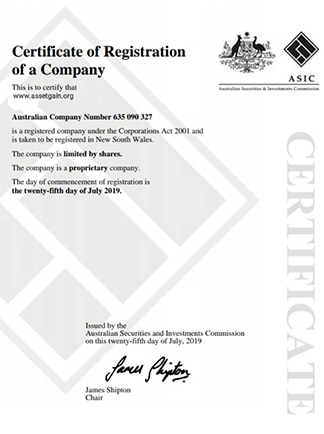 Certificate of Registration
of a Company
This is to certify that
www.assetgain.org
Australian Company Number 635 090 327
is a registered company under the Corporations Act 2001 and
is taken to be registered in New South Wales.
The company is limited by shares.
The company is a proprietary company.
The day of commencement of registration is
the twenty-fifth day of July 2019.
Issued by the
Australian Securities and Investments Commission
on this twenty-fifth day of July, 2019
James Shipton
James Shipton
Chair
ASIC
Australian Securities & Investments Commission
CERTIFICATE